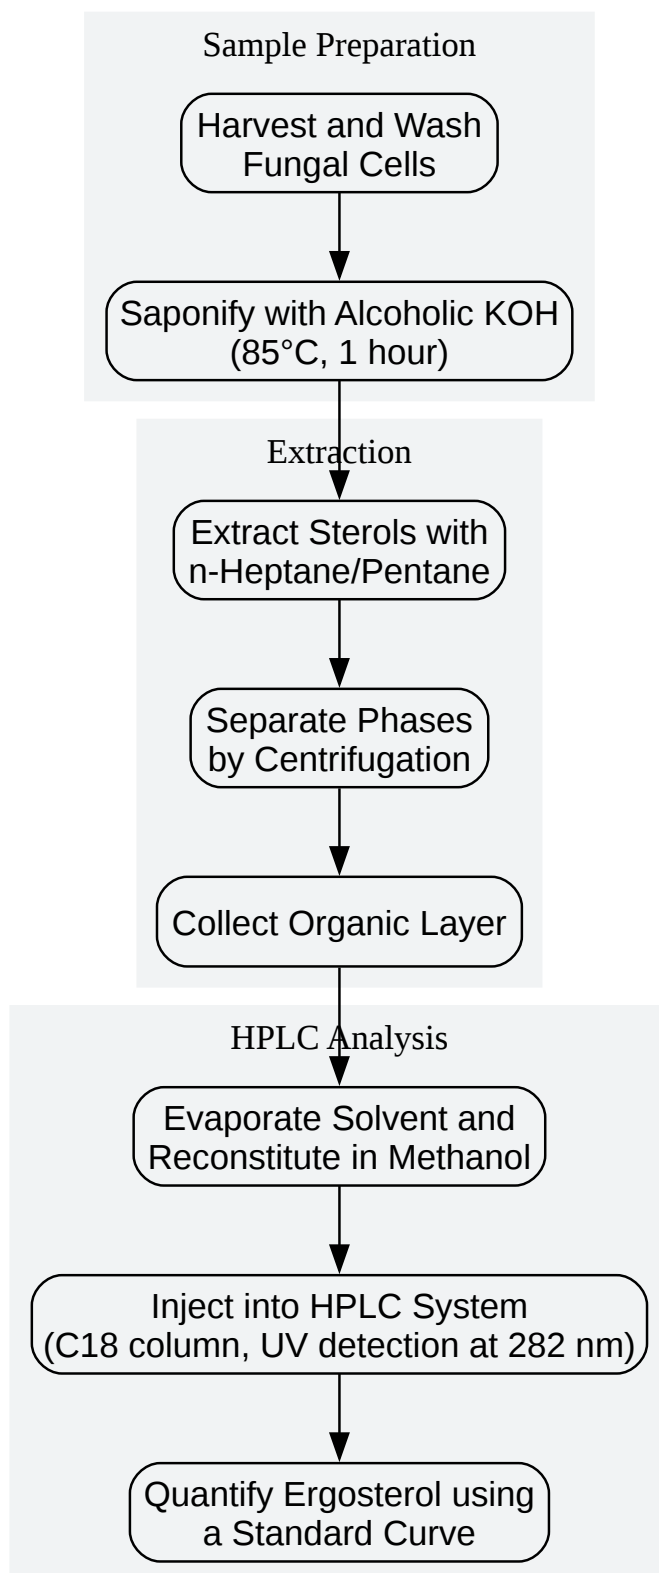 Sample Preparation
Harvest and Wash
Fungal Cells
Saponify with Alcoholic KOH
(85°C, 1 hour)
Extraction
Extract Sterols with
n-Heptane/Pentane
Separate Phases
by Centrifugation
Collect Organic Layer
HPLC Analysis
Evaporate Solvent and
Reconstitute in Methanol
Inject into HPLC System
(C18 column, UV detection at 282 nm)
Quantify Ergosterol using
a Standard Curve